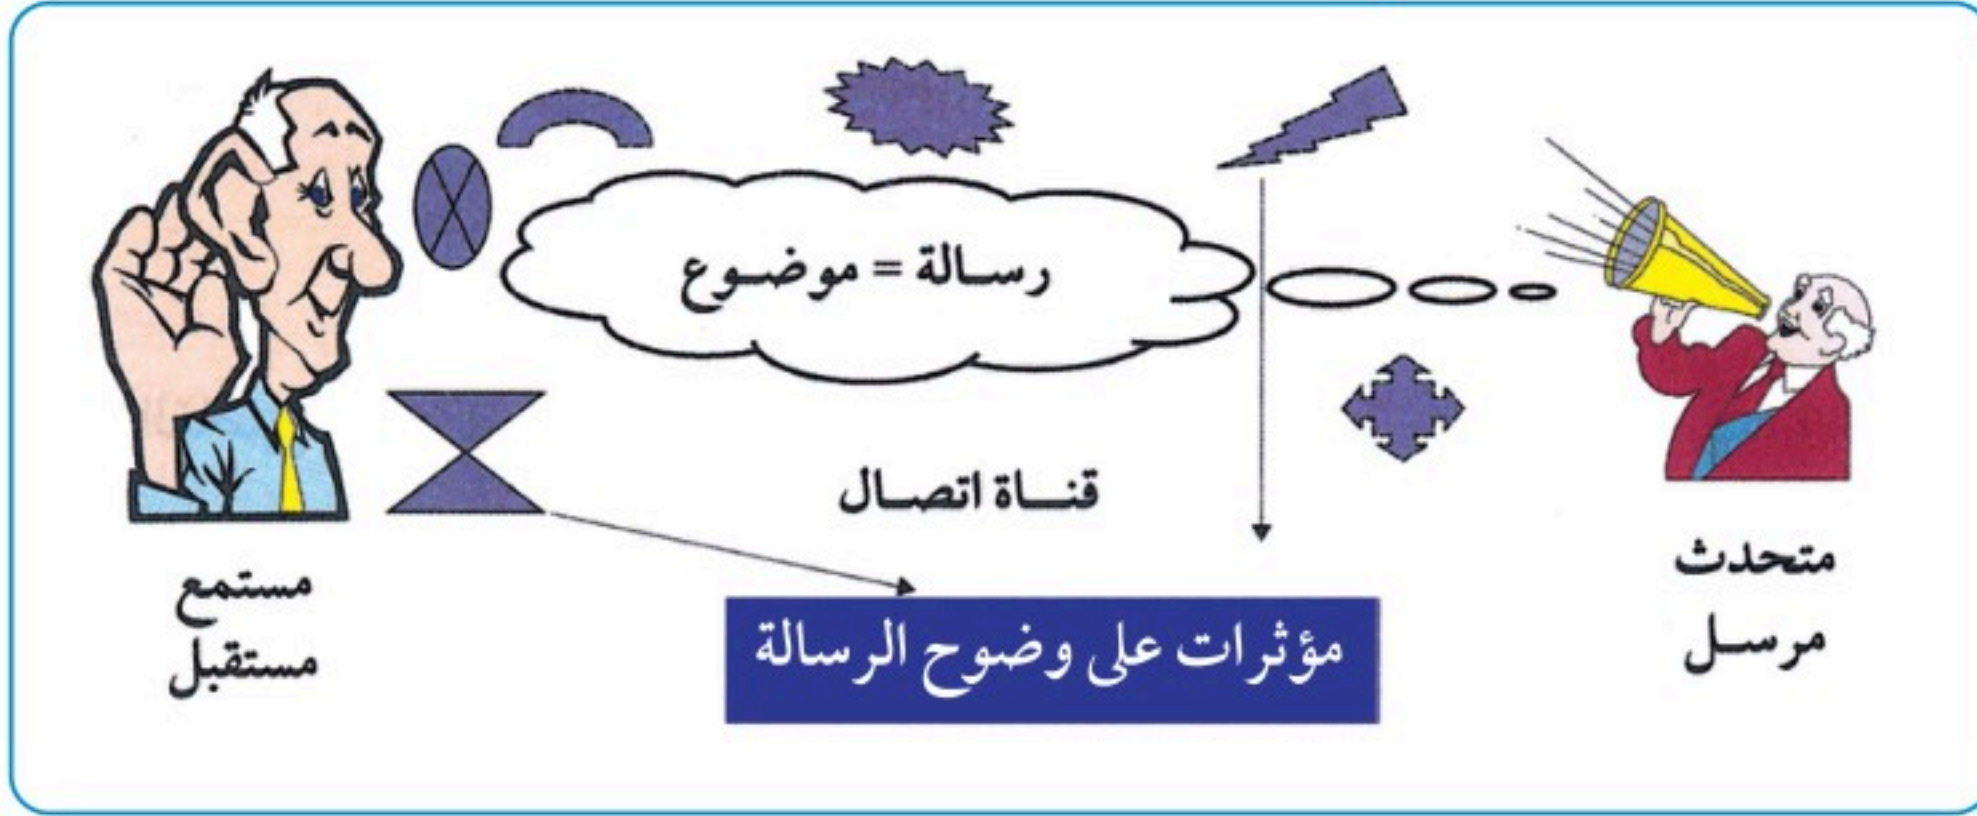 رسالة = موضوع
قناة اتصال
متحدث
مرسل
مستمع
مستقبل
مؤثرات على وضوح الرسالة